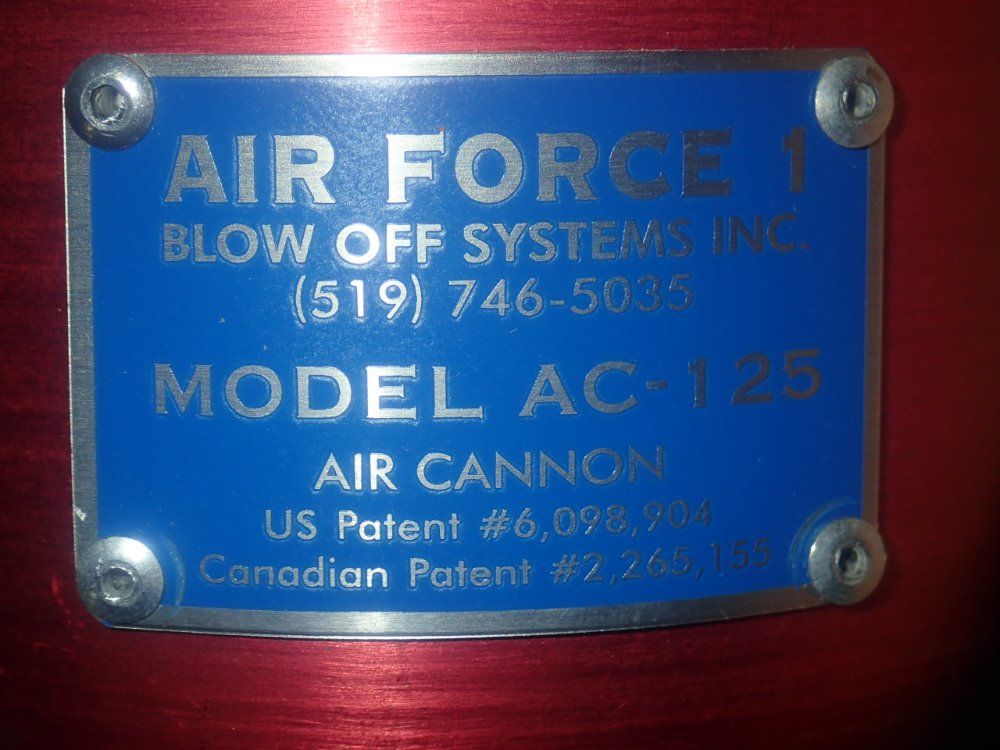 AIR FORCE 1
BLOW OFF SYSTEMS INC.
(519) 746-5035
MODEL AC-125
AIR CANNON
US Patent #6,098,904
Canadian Patent #2,265,155